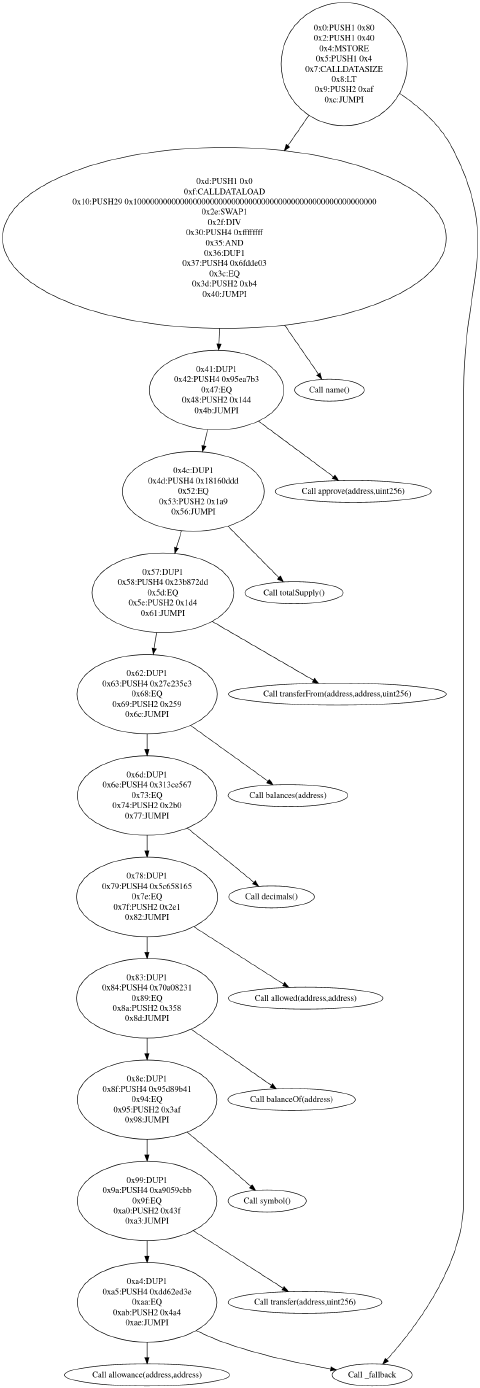 0x0:PUSH1 0x80
0x2:PUSH1 0x40
0x4:MSTORE
0x5:PUSH1 0x4
0x7:CALLDATASIZE
0x8:LT
0x9:PUSH2 0xaf
0xc:JUMPI
0xd:PUSH1 0x0
0xf:CALLDATALOAD
0x10:PUSH29 0x100000000000000000000000000000000000000000000000000000000
0x2e:SWAP1
0x2f:DIV
0x30:PUSH4 0xffffffff
0x35:AND
0x36:DUP1
0x37:PUSH4 0x6fdde03
0x3c:EQ
0x3d:PUSH2 0xb4
0x40:JUMPI
0x41:DUP1
0x42:PUSH4 0x95ea7b3
0x47:EQ
0x48:PUSH2 0x144
0x4b:JUMPI
Call name()
0x4c:DUP1
0x4d:PUSH4 0x18160ddd
0x52:EQ
0x53:PUSH2 0x1a9
0x56:JUMPI
Call approve(address,uint256)
0x57:DUP1
0x58:PUSH4 0x23b872dd
0x5d:EQ
0x5e:PUSH2 0x1d4
0x61:JUMPI
Call totalSupply()
0x62:DUP1
0x63:PUSH4 0x27e235e3
0x68:EQ
0x69:PUSH2 0x259
0x6c:JUMPI
Call transferFrom(address,address,uint256)
0x6d:DUP1
0x6e:PUSH4 0x313ce567
0x73:EQ
0x74:PUSH2 0x2b0
0x77:JUMPI
Call balances(address)
0x78:DUP1
0x79:PUSH4 0x5c658165
0x7e:EQ
0x7f:PUSH2 0x2e1
0x82:JUMPI
Call decimals()
0x83:DUP1
0x84:PUSH4 0x70a08231
0x89:EQ
0x8a:PUSH2 0x358
0x8d:JUMPI
Call allowed(address,address)
0x8e:DUP1
0x8f:PUSH4 0x95d89b41
0x94:EQ
0x95:PUSH2 0x3af
0x98:JUMPI
Call balanceOf(address)
0x99:DUP1
0x9a:PUSH4 0xa9059cbb
0x9f:EQ
0xa0:PUSH2 0x43f
0xa3:JUMPI
Call symbol()
0xa4:DUP1
0xa5:PUSH4 0xdd62ed3e
0xaa:EQ
0xab:PUSH2 0x4a4
0xae:JUMPI
Call transfer(address,uint256)
Call allowance(address,address)
Call _fallback